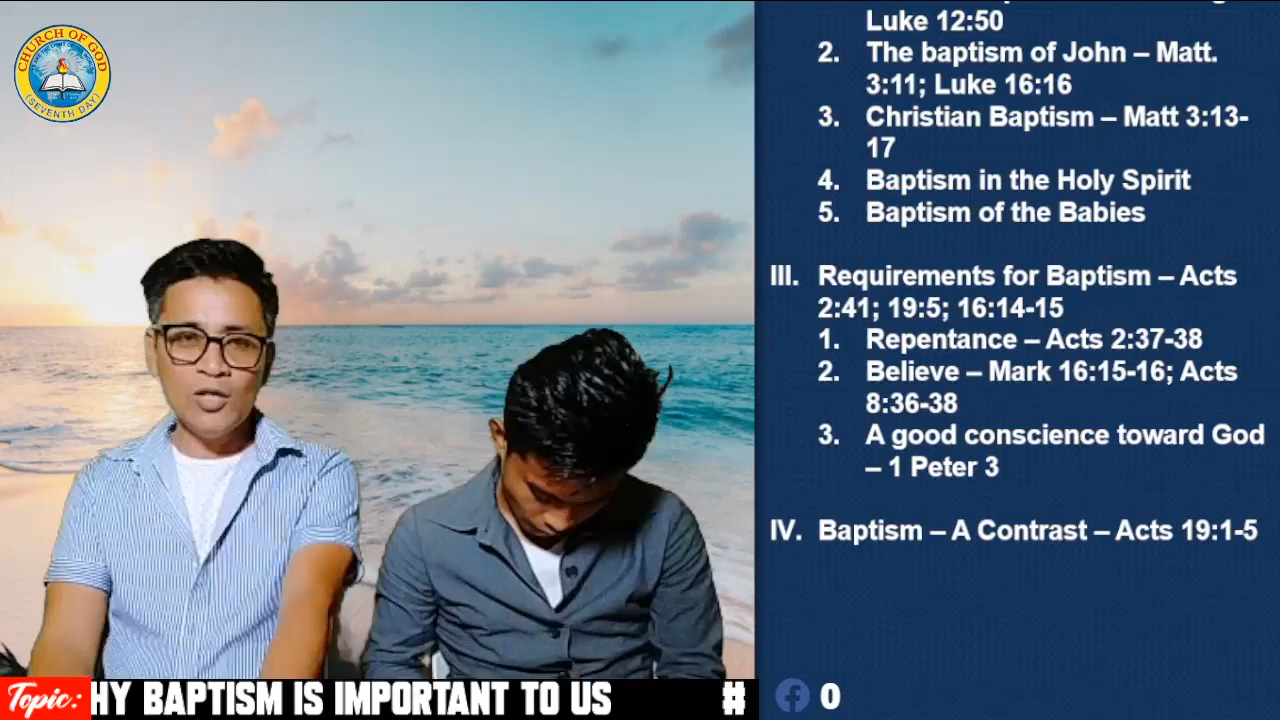 CHURCH OF GOD
(SEVENTH DAY)
Luke 12:50
2. The baptism of John – Matt.
3:11; Luke 16:16
3. Christian Baptism – Matt 3:13-
17
4. Baptism in the Holy Spirit
5. Baptism of the Babies
III. Requirements for Baptism – Acts
2:41; 19:5; 16:14-15
1. Repentance – Acts 2:37-38
2. Believe – Mark 16:15-16; Acts
8:36-38
3. A good conscience toward God
– 1 Peter 3
IV. Baptism – A Contrast – Acts 19:1-5
Topic: HY BAPTISM IS IMPORTANT TO US #
0